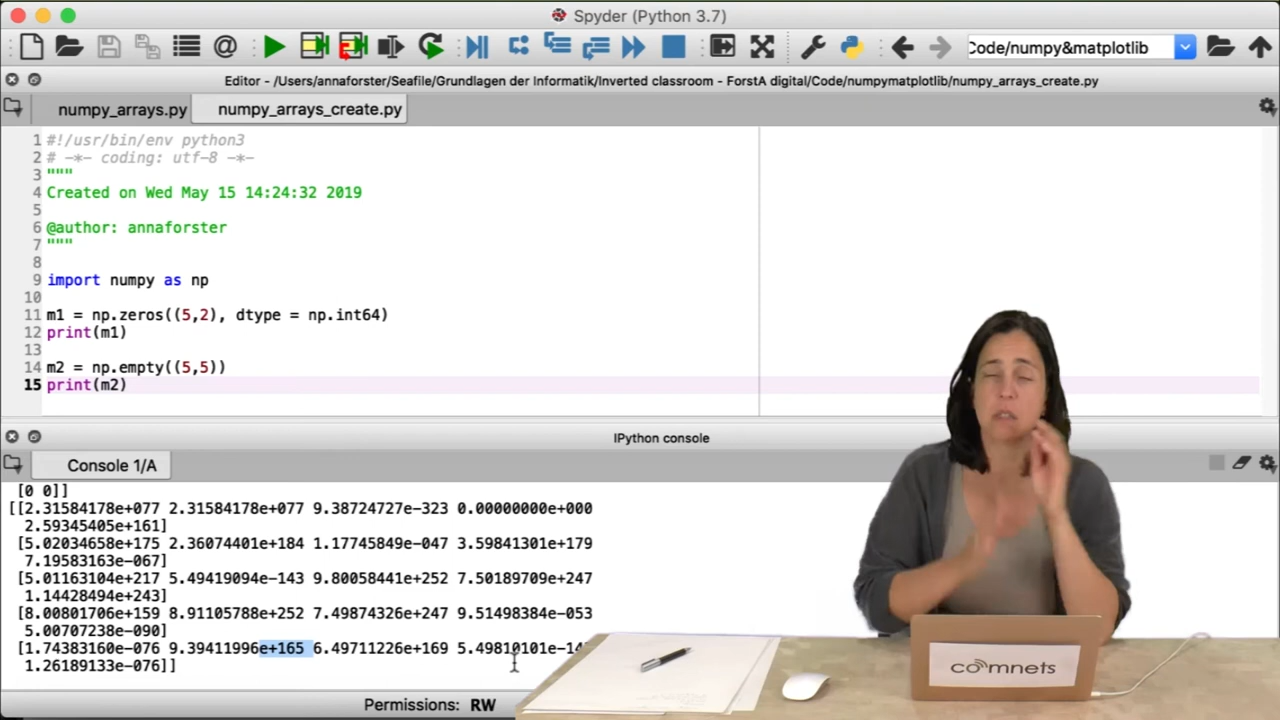 Spyder (Python 3.7)
Code/numpy&matplotlib
Editor - /Users/annaforster/Seafile/Grundlagen der Informatik/Inverted classroom - ForstA digital/Code/numpymatplotlib/numpy_arrays_create.py
numpy_arrays.py
numpy_arrays_create.py
1 #!/usr/bin/env python3
2 # -*- coding: utf-8 -*-
3 """
4 Created on Wed May 15 14:24:32 2019
5
6 @author: annaforster
7 """
8
9 import numpy as np
10
11 m1 = np.zeros((5,2), dtype = np.int64)
12 print(m1)
13
14 m2 = np.empty((5,5))
15 print(m2)
IPython console
Console 1/A
[0 0]]
[[2.31584178e+077 2.31584178e+077 9.38724727e-323 0.00000000e+000
2.59345405e+161]
[5.02034658e+175 2.36074401e+184 1.17745849e-047 3.59841301e+179
7.19583163e-067]
[5.01163104e+217 5.49419094e-143 9.80058441e+252 7.50189709e+247
1.14428494e+243]
[8.00801706e+159 8.91105788e+252 7.49874326e+247 9.51498384e-053
5.00707238e-090]
[1.74383160e-076 9.39411996e+165 6.49711226e+169 5.49810101e-14
1.26189133e-076]]
Permissions: RW
comnets